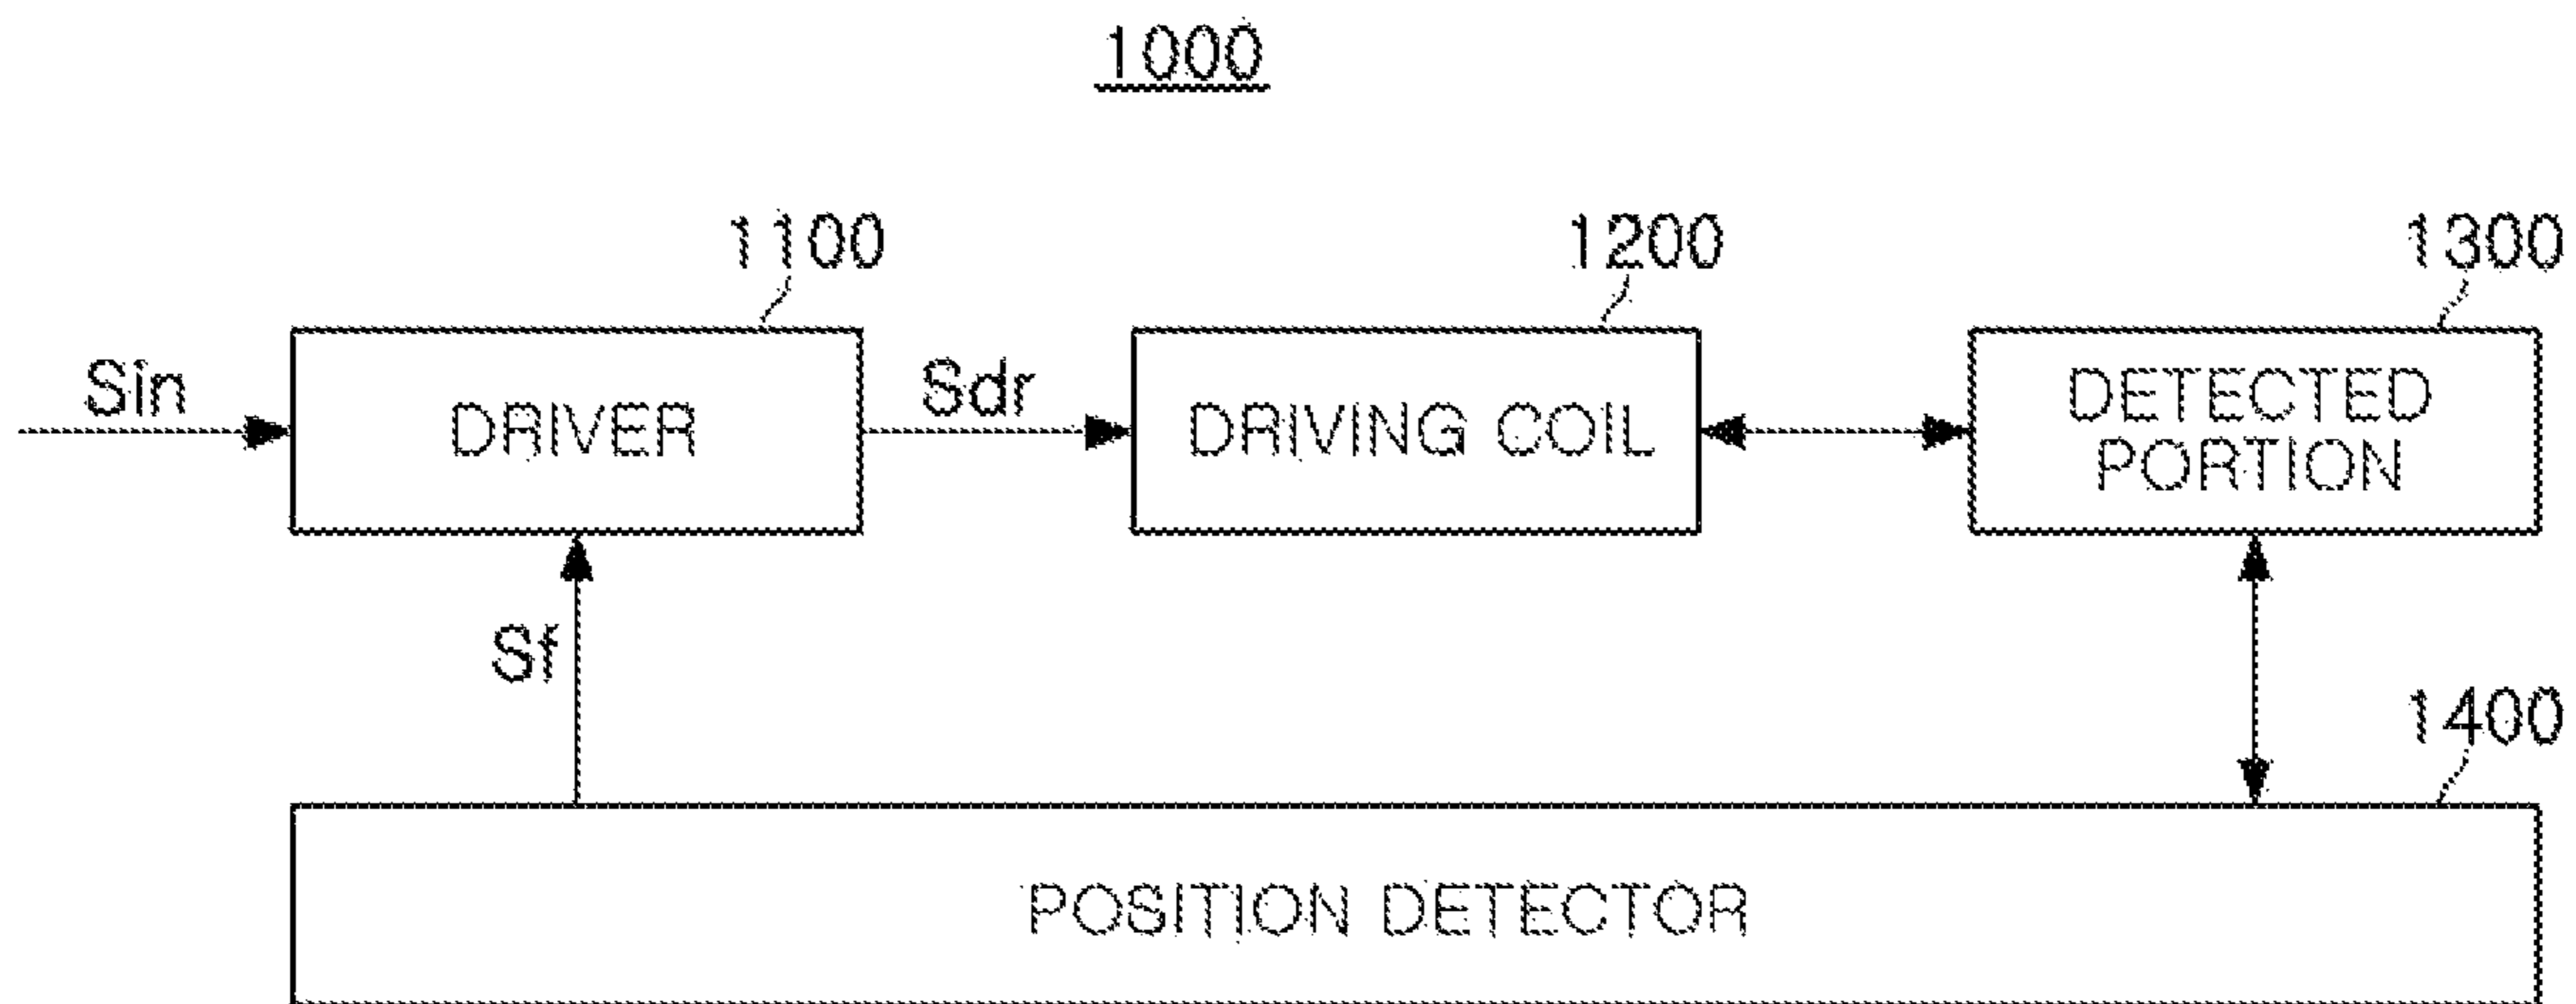 1000
1100
1200
1300
Sin
DRIVER
Sdr
DRIVING COIL
DETECTED
PORTION
Sf
1400
POSITION DETECTOR